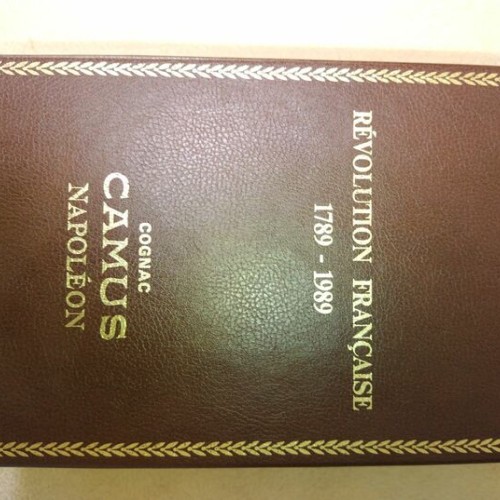 RÉVOLUTION FRANÇAISE
1789 - 1989
COGNAC
CAMUS
NAPOLÉON